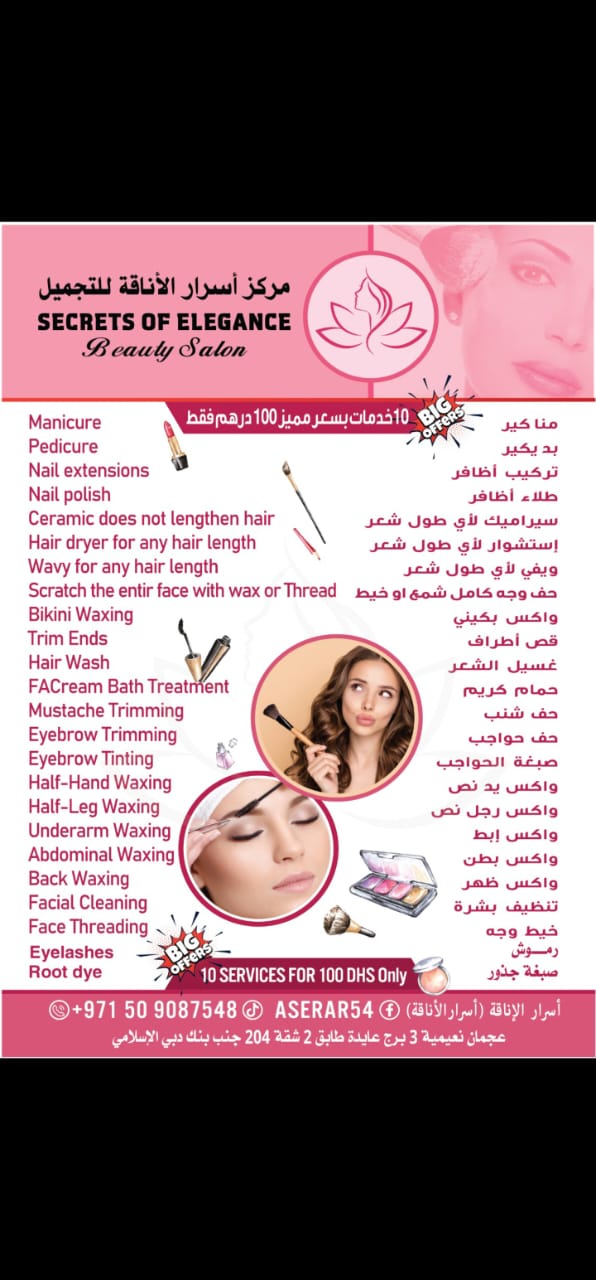 مركز أسرار الأناقة للتجميل
SECRETS OF ELEGANCE
Beauty Salon
10خدمات بسعر مميز 100 درهم فقط
BIG
OFFERS
Manicure
منا كير
Pedicure
بد يكير
Nail extensions
تركيب أظافر
Nail polish
طلاء أظافر
Ceramic does not lengthen hair
سيراميك لأي طول شعر
Hair dryer for any hair length
إستشوار لأي طول شعر
Wavy for any hair length
ويفي لأي طول شعر
Scratch the entir face with wax or Thread
حف وجه كامل شمع او خيط
Bikini Waxing
واكس بكيني
Trim Ends
قص أطراف
Hair Wash
غسيل الشعر
FACream Bath Treatment
حمام كريم
Mustache Trimming
حف شنب
Eyebrow Trimming
حف حواجب
Eyebrow Tinting
صبغة الحواجب
Half-Hand Waxing
واكس يد نص
Half-Leg Waxing
واكس رجل نص
Underarm Waxing
واكس إبط
Abdominal Waxing
واكس بطن
Back Waxing
واكس ظهر
Facial Cleaning
تنظيف بشرة
Face Threading
خيط وجه
Eyelashes
رمـــوش
Root dye
صبغة جذور
BIG
OFFERS
10 SERVICES FOR 100 DHS Only
+971 50 9087548 ASERAR54 أسرار الإناقة (أسرار الأناقة)
عجمان نعيمية 3 برج عايدة طابق 2 شقة 204 جنب بنك دبي الإسلامي